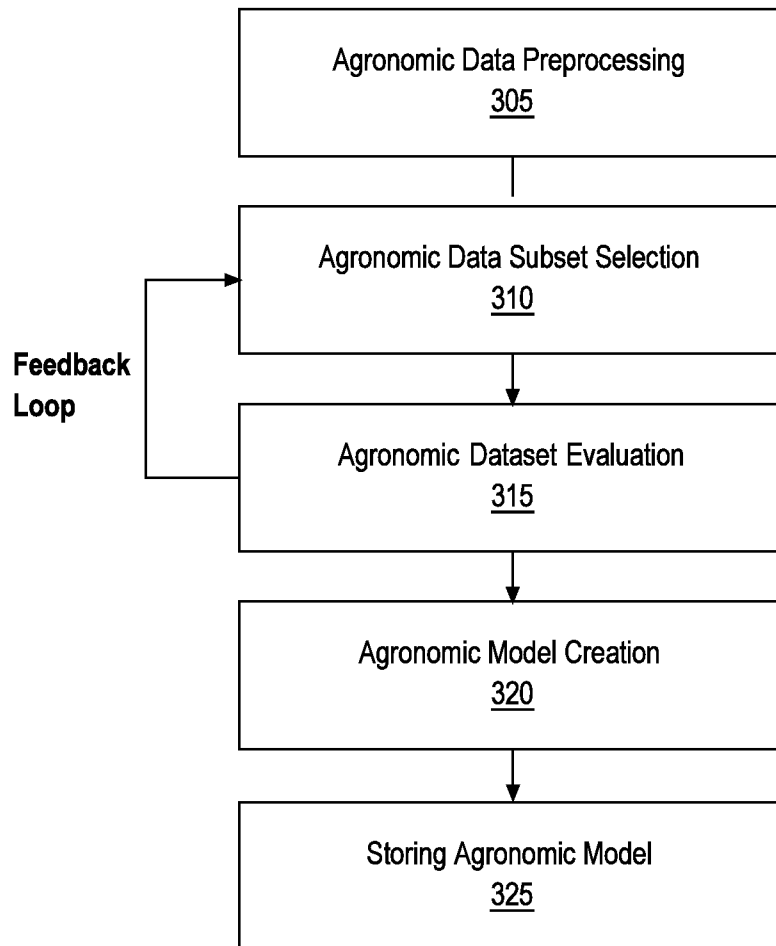 Agronomic Data Preprocessing
305
Agronomic Data Subset Selection
310
Feedback
Loop
Agronomic Dataset Evaluation
315
Agronomic Model Creation
320
Storing Agronomic Model
325